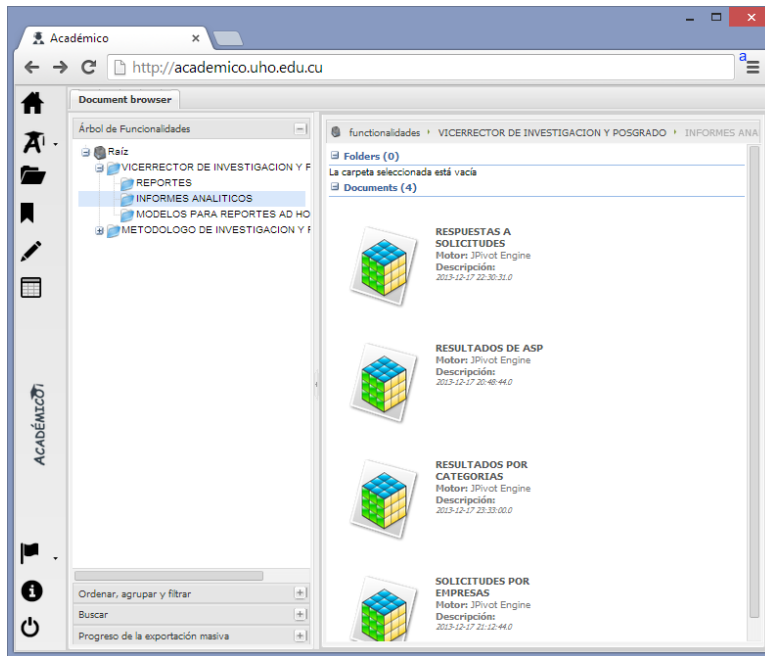 Académico
http://academico.uho.edu.cu
a
Document browser
Árbol de Funcionalidades
Raíz
VICERRECTOR DE INVESTIGACION Y P
REPORTES
INFORMES ANALITICOS
MODELOS PARA REPORTES AD HO
METODOLOGO DE INVESTIGACION Y P
Ordenar, agrupar y filtrar
Buscar
Progreso de la exportación masiva
ACADÉMICO
functionalidades VICERRECTOR DE INVESTIGACION Y POSGRADO INFORMES ANA
Folders (0)
La carpeta seleccionada está vacía
Documents (4)
RESPUESTAS A
SOLICITUDES
Motor: JPivot Engine
Descripción:
2013-12-17 22:30:31.0
RESULTADOS DE ASP
Motor: JPivot Engine
Descripción:
2013-12-17 20:48:44.0
RESULTADOS POR
CATEGORIAS
Motor: JPivot Engine
Descripción:
2013-12-17 23:33:00.0
SOLICITUDES POR
EMPRESAS
Motor: JPivot Engine
Descripción:
2013-12-17 21:12:44.0